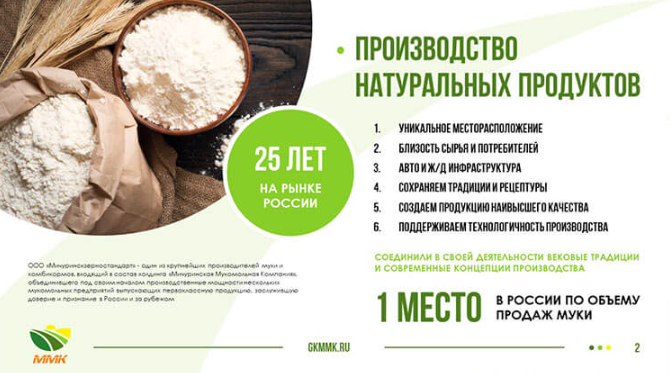 ПРОИЗВОДСТВО
НАТУРАЛЬНЫХ ПРОДУКТОВ
25 ЛЕТ
НА РЫНКЕ
РОССИИ
1. УНИКАЛЬНОЕ МЕСТОРАСПОЛОЖЕНИЕ
2. БЛИЗОСТЬ СЫРЬЯ И ПОТРЕБИТЕЛЕЙ
3. АВТО И Ж/Д ИНФРАСТРУКТУРА
4. СОХРАНЯЕМ ТРАДИЦИИ И РЕЦЕПТУРЫ
5. СОЗДАЕМ ПРОДУКЦИЮ НАИВЫСШЕГО КАЧЕСТВА
6. ПОДДЕРЖИВАЕМ ТЕХНОЛОГИЧНОСТЬ ПРОИЗВОДСТВА
ООО «Мичуринскзерностандарт» - один из крупнейших производителей муки и
комбикормов, входящий в состав холдинга «Мичуринская Мукомольная Компания»,
объединившего под своим началом производственные мощности нескольких
мукомольных предприятий выпускающих первоклассную продукцию, заслужившую
доверие и признание в России и за рубежом
СОЕДИНИЛИ В СВОЕЙ ДЕЯТЕЛЬНОСТИ ВЕКОВЫЕ ТРАДИЦИИ
И СОВРЕМЕННЫЕ КОНЦЕПЦИИ ПРОИЗВОДСТВА
1 МЕСТО
В РОССИИ ПО ОБЪЕМУ
ПРОДАЖ МУКИ
ММК
GKMMK.RU
2